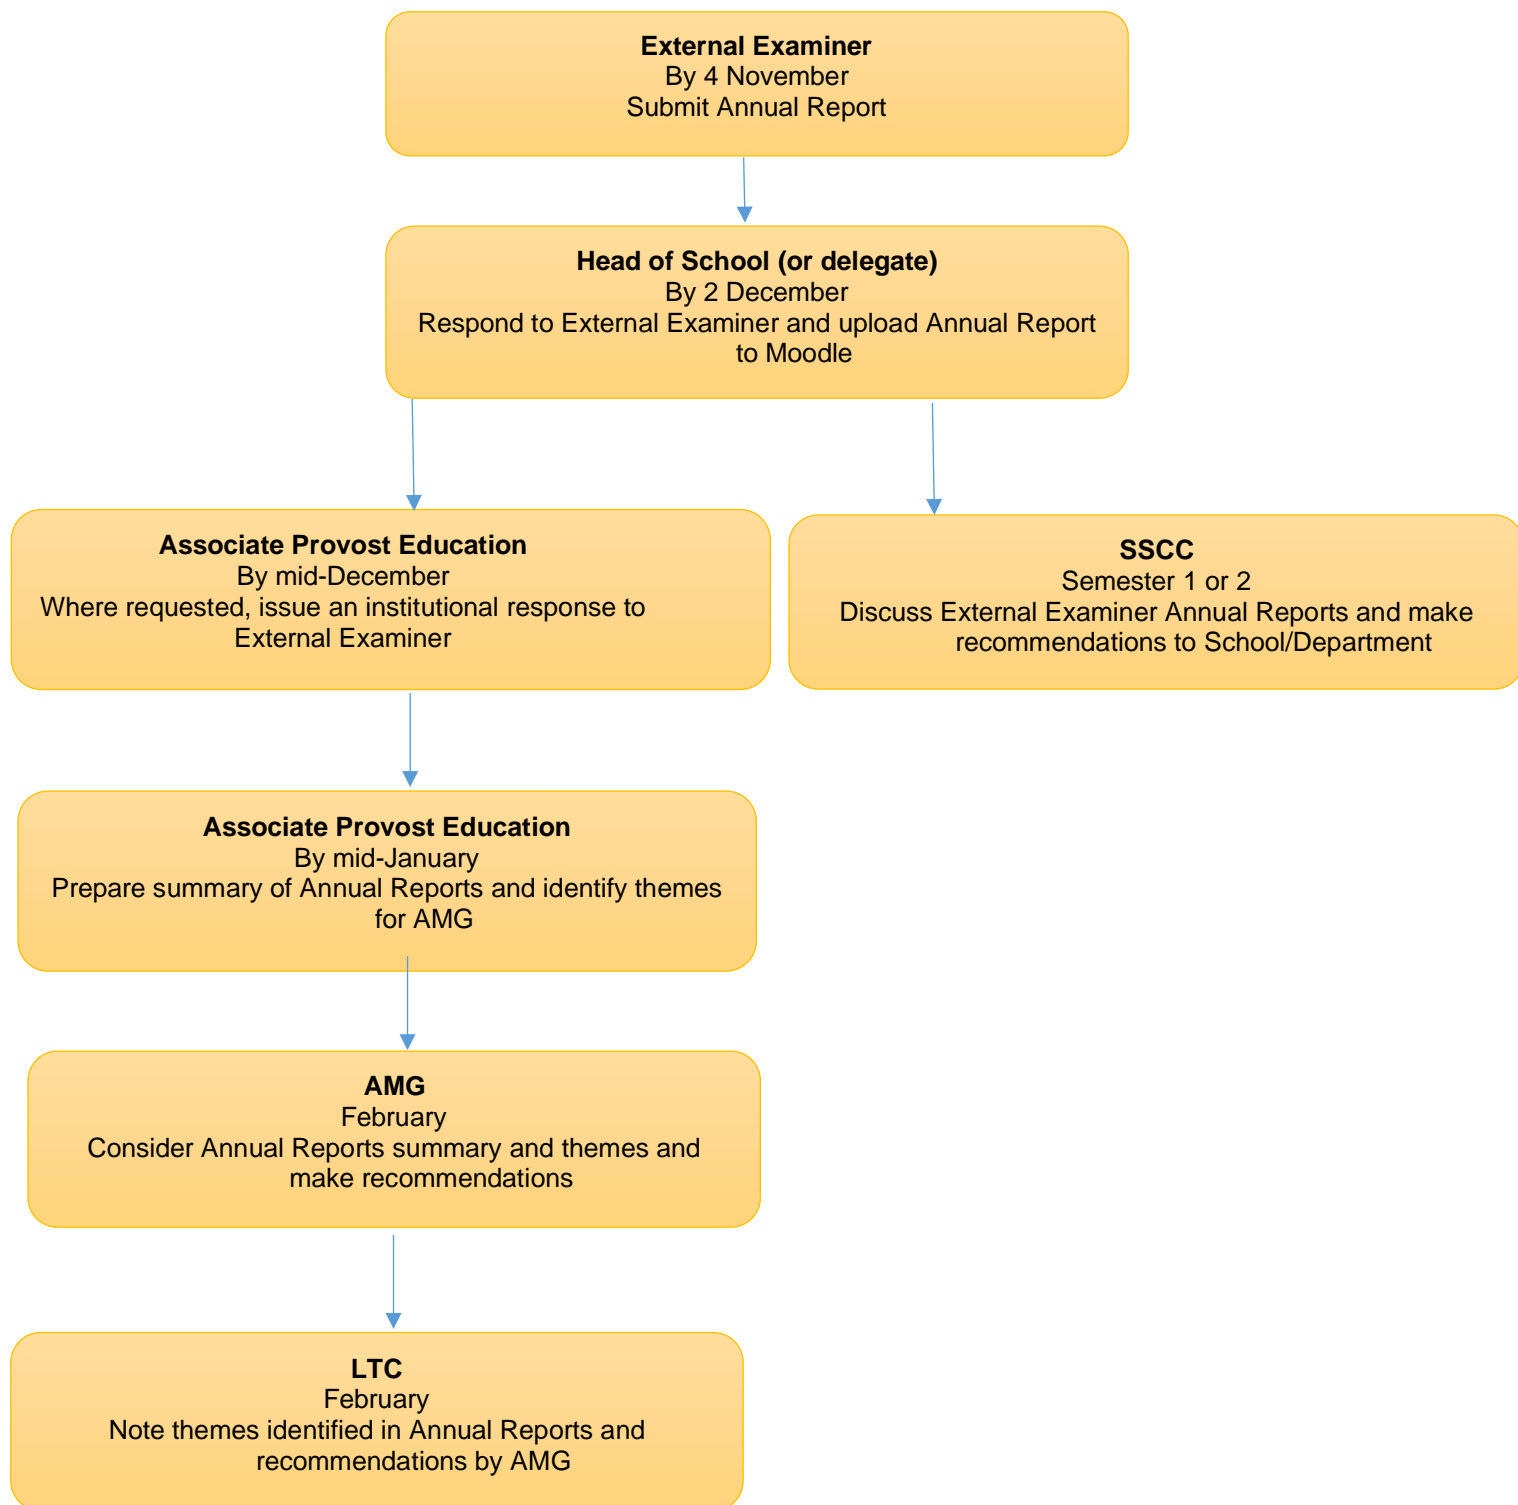 External Examiner
By 4 November
Submit Annual Report
Head of School (or delegate)
By 2 December
Respond to External Examiner and upload Annual Report
to Moodle
Associate Provost Education
By mid-December
Where requested, issue an institutional response to
External Examiner
SSCC
Semester 1 or 2
Discuss External Examiner Annual Reports and make
recommendations to School/Department
Associate Provost Education
By mid-January
Prepare summary of Annual Reports and identify themes
for AMG
AMG
February
Consider Annual Reports summary and themes and
make recommendations
LTC
February
Note themes identified in Annual Reports and
recommendations by AMG